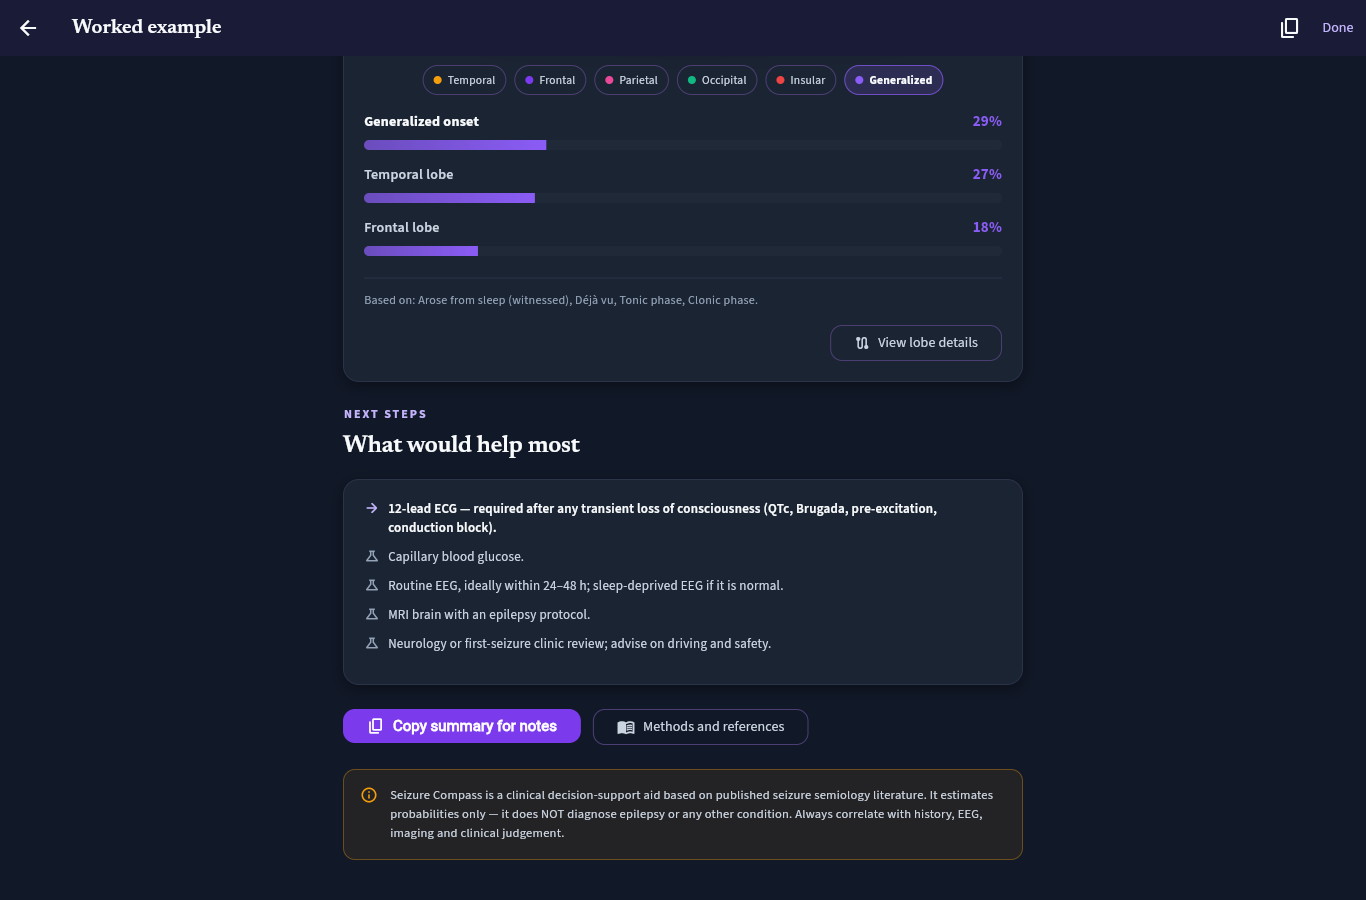 Worked example
Done
Temporal
Frontal
Parietal
Occipital
Insular
Generalized
Generalized onset
29%
Temporal lobe
27%
Frontal lobe
18%
Based on: Arose from sleep (witnessed), Déjà vu, Tonic phase, Clonic phase.
View lobe details
NEXT STEPS
What would help most
12-lead ECG — required after any transient loss of consciousness (QTc, Brugada, pre-excitation,
conduction block).
Capillary blood glucose.
Routine EEG, ideally within 24–48 h; sleep-deprived EEG if it is normal.
MRI brain with an epilepsy protocol.
Neurology or first-seizure clinic review; advise on driving and safety.
Copy summary for notes
Methods and references
Seizure Compass is a clinical decision-support aid based on published seizure semiology literature. It estimates
probabilities only — it does NOT diagnose epilepsy or any other condition. Always correlate with history, EEG,
imaging and clinical judgement.